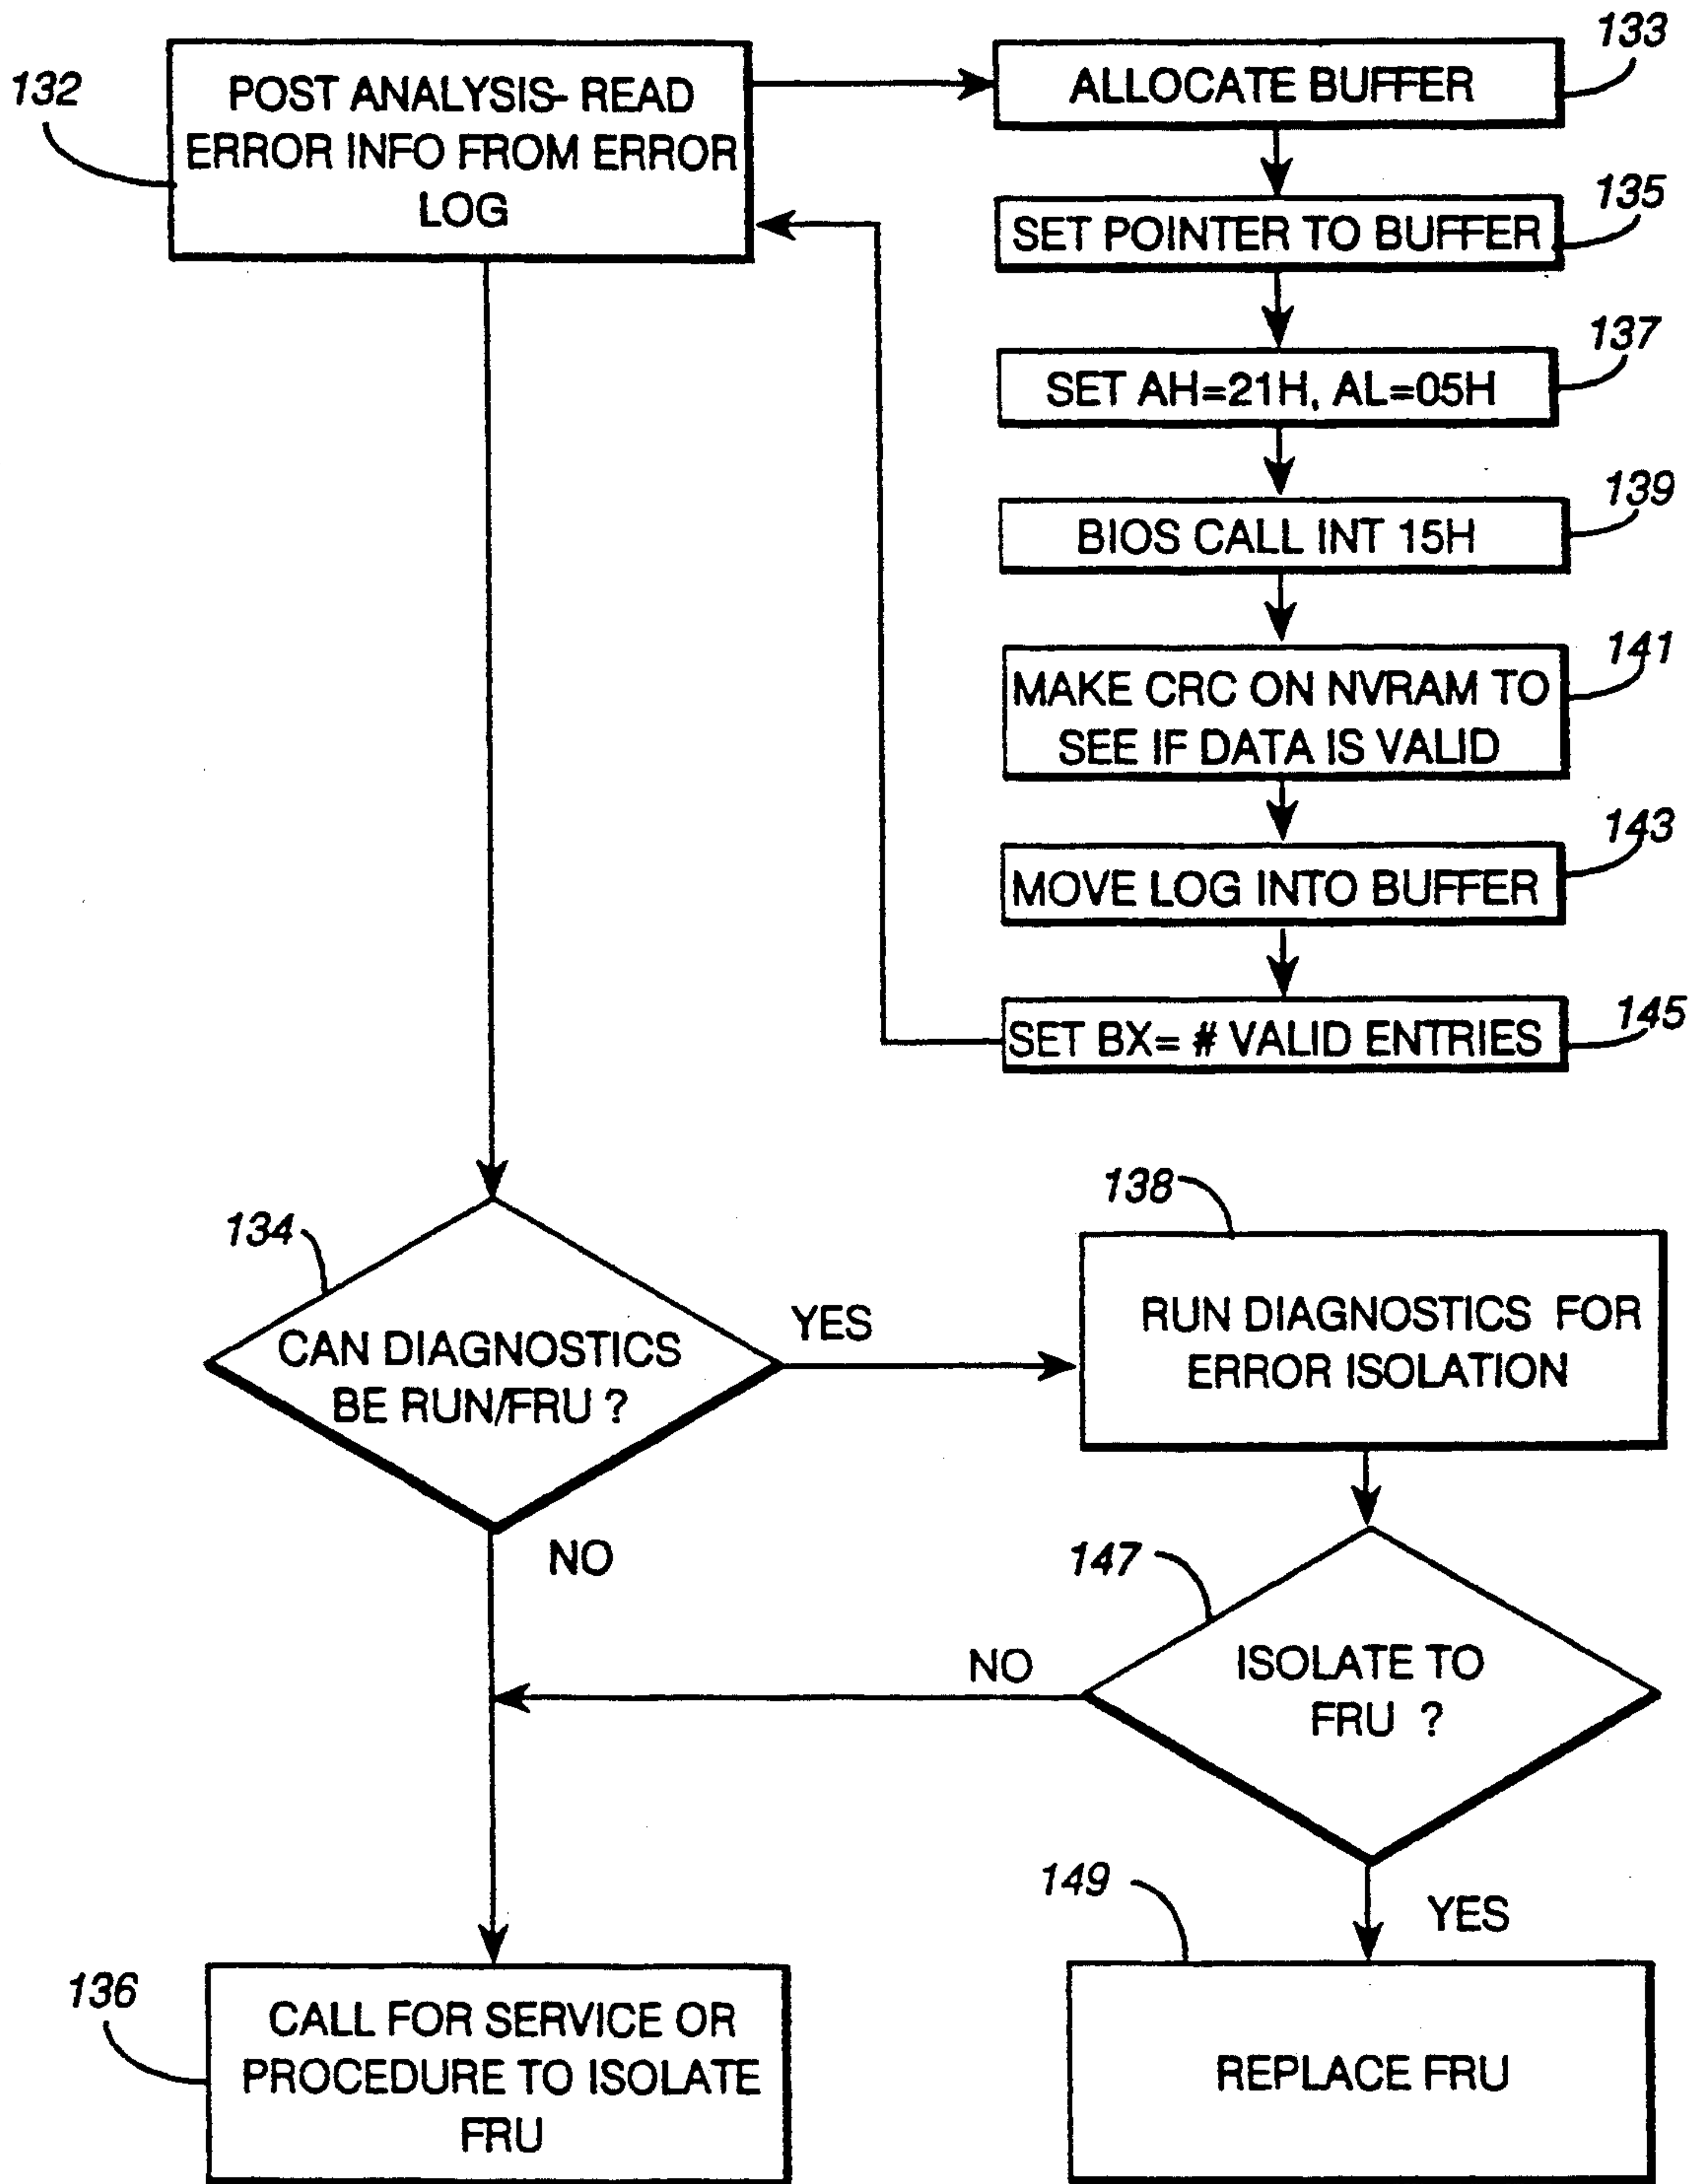 132
POST ANALYSIS- READ
ERROR INFO FROM ERROR
LOG
133
ALLOCATE BUFFER
135
SET POINTER TO BUFFER
137
SET AH=21H, AL=05H
139
BIOS CALL INT 15H
141
MAKE CRC ON NVRAM TO
SEE IF DATA IS VALID
143
MOVE LOG INTO BUFFER
145
SET BX= # VALID ENTRIES
134
CAN DIAGNOSTICS
BE RUN/FRU ?
YES
NO
138
RUN DIAGNOSTICS FOR
ERROR ISOLATION
147
ISOLATE TO
FRU ?
NO
YES
136
CALL FOR SERVICE OR
PROCEDURE TO ISOLATE
FRU
149
REPLACE FRU